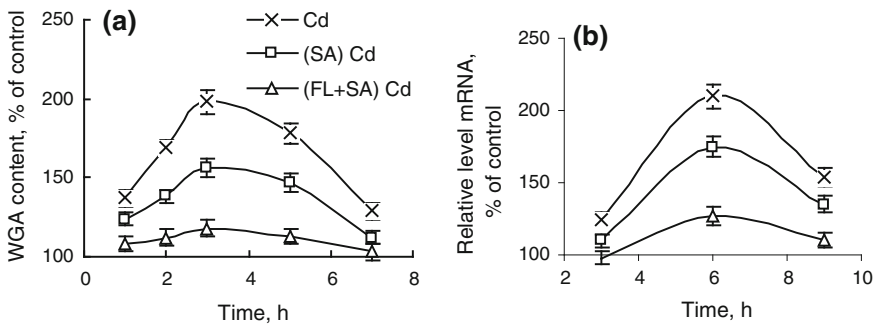 (a)
WGA content, % of control
250
200
150
100
0
2
4
6
8
Time, h
Cd
(SA) Cd
(FL+SA) Cd
(b)
Relative level mRNA,
% of control
250
200
150
100
2
4
6
8
10
Time, h